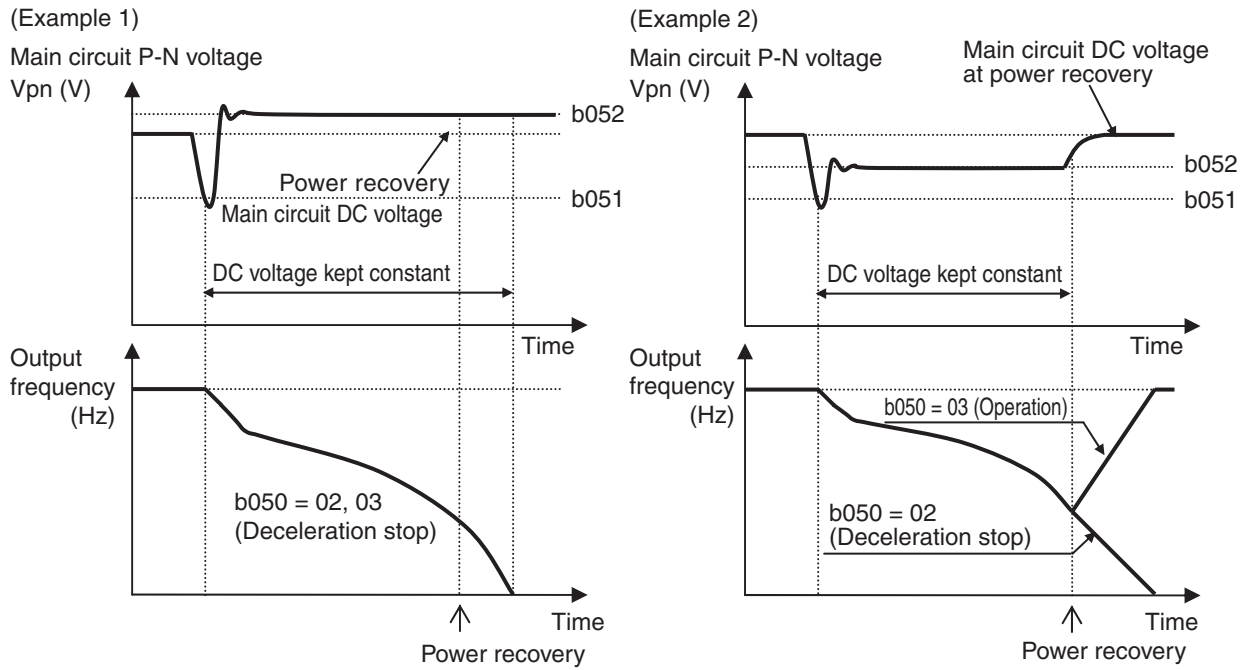 (Example 1)
Main circuit P-N voltage
Vpn (V)
b052
Power recovery
Main circuit DC voltage
b051
DC voltage kept constant
Time
Output
frequency
(Hz)
b050 = 02, 03
(Deceleration stop)
Time
Power recovery
(Example 2)
Main circuit P-N voltage
Vpn (V)
Main circuit DC voltage
at power recovery
b052
b051
DC voltage kept constant
Time
Output
frequency
(Hz)
b050 = 03 (Operation)
b050 = 02
(Deceleration stop)
Time
Power recovery